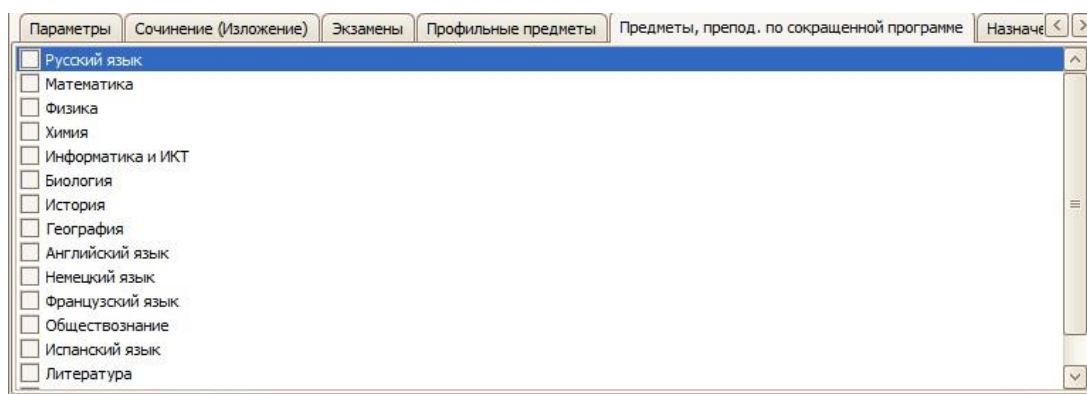 Параметры Сочинение (Изложение) Экзамены Профильные предметы Предметы, препод. по сокращенной программе Назначе
Русский язык
Математика
Физика
Химия
Информатика и ИКТ
Биология
История
География
Английский язык
Немецкий язык
Французский язык
Обществознание
Испанский язык
Литература